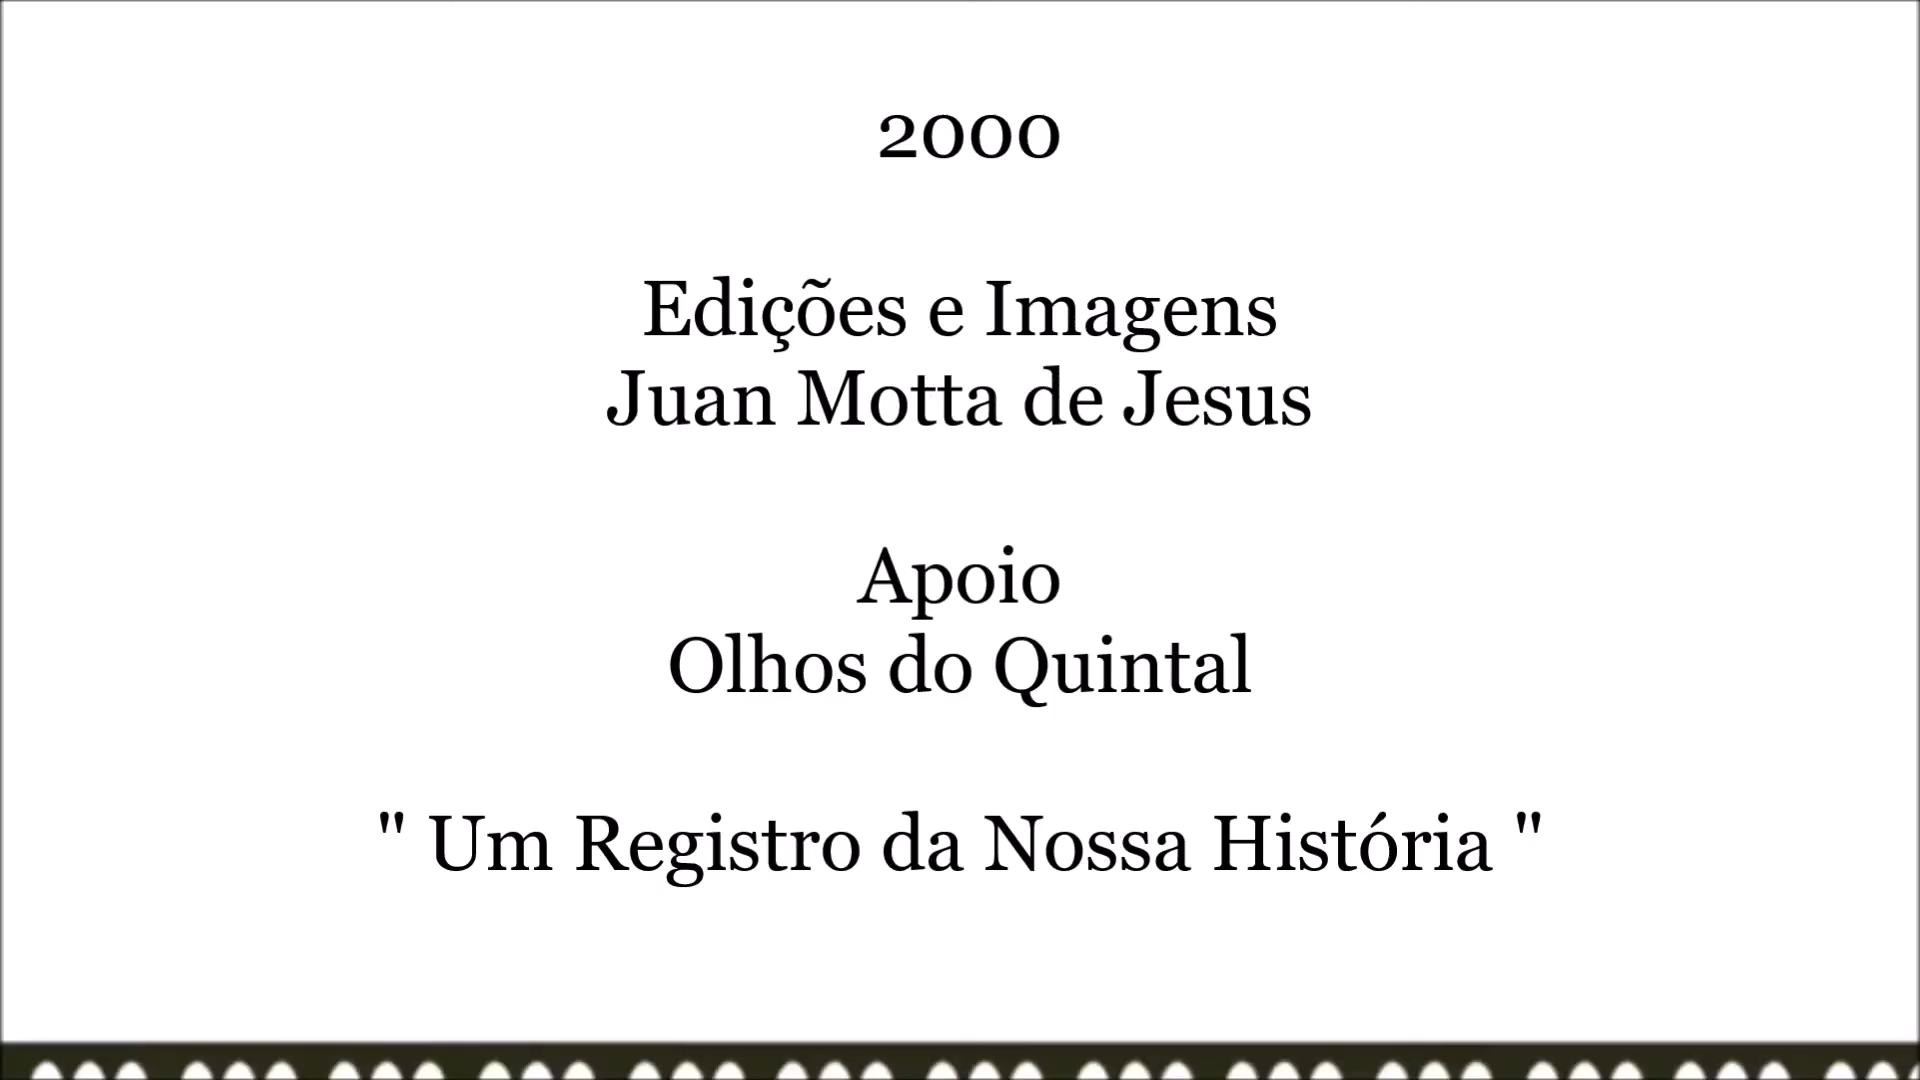 2000
Edições e Imagens
Juan Motta de Jesus
Apoio
Olhos do Quintal
" Um Registro da Nossa História "